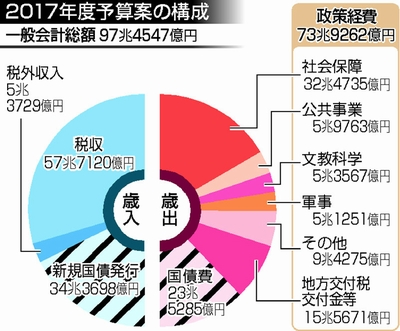 2017年度予算案の構成
一般会計総額 97兆4547億円
税外収入
5兆
3729億円
税収
57兆7120億円
新規国債発行
34兆3698億円
歳入
歳出
国債費
23兆
5285億円
政策経費
73兆9262億円
社会保障
32兆4735億円
公共事業
5兆9763億円
文教科学
5兆3567億円
軍事
5兆1251億円
その他
9兆4275億円
地方交付税
交付金等
15兆5671億円